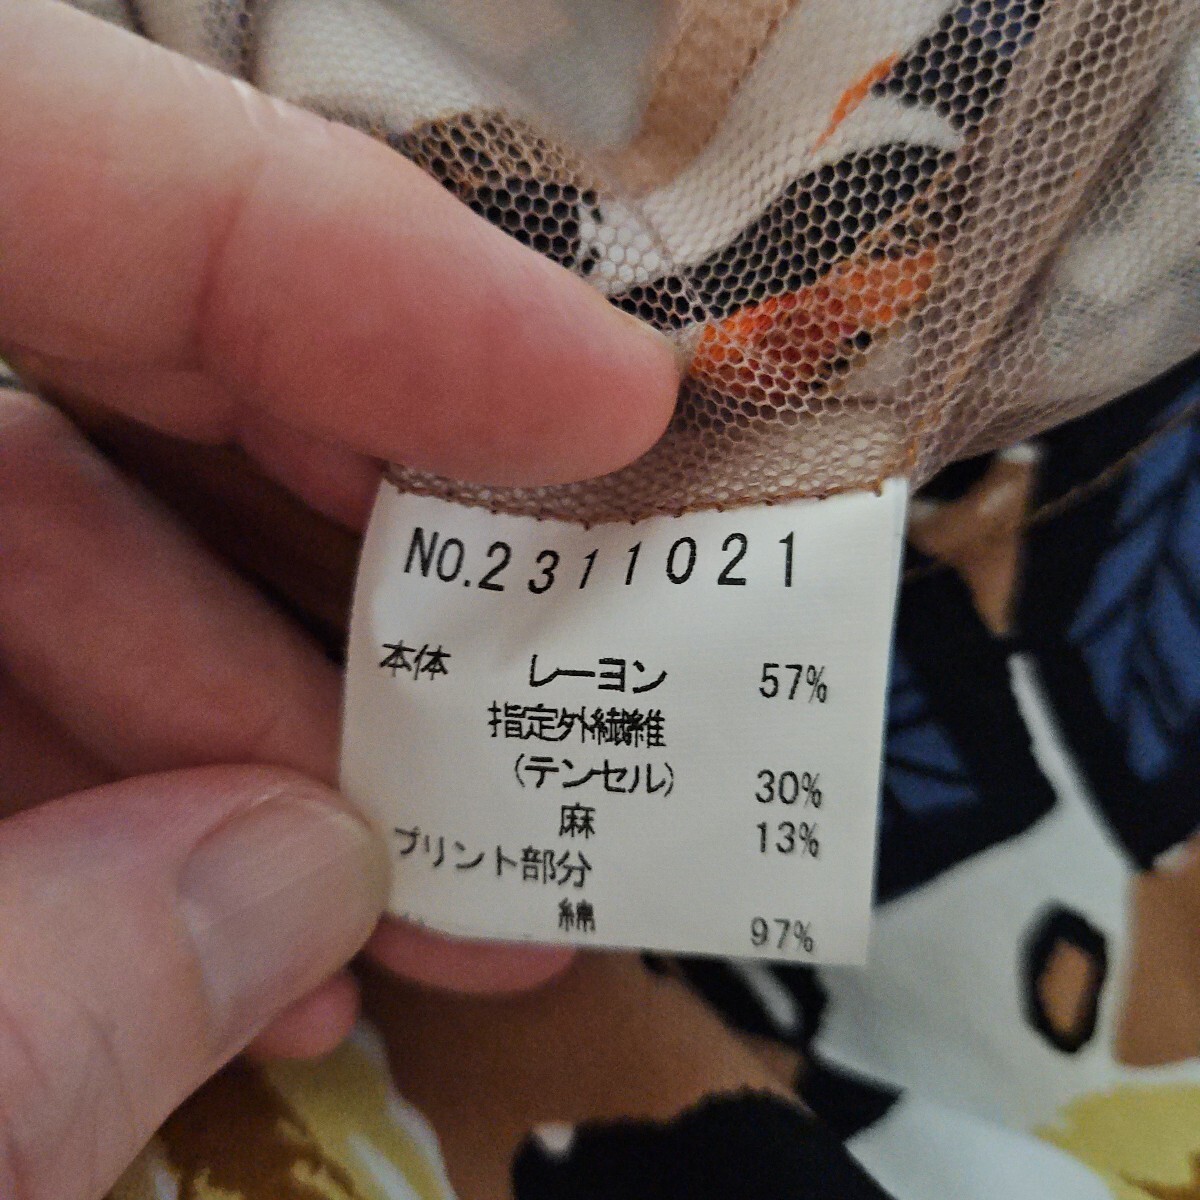 NO.2311021
本体 レーヨン 57%
指定外繊維
(テンセル) 30%
麻 13%
プリント部分
綿 97%